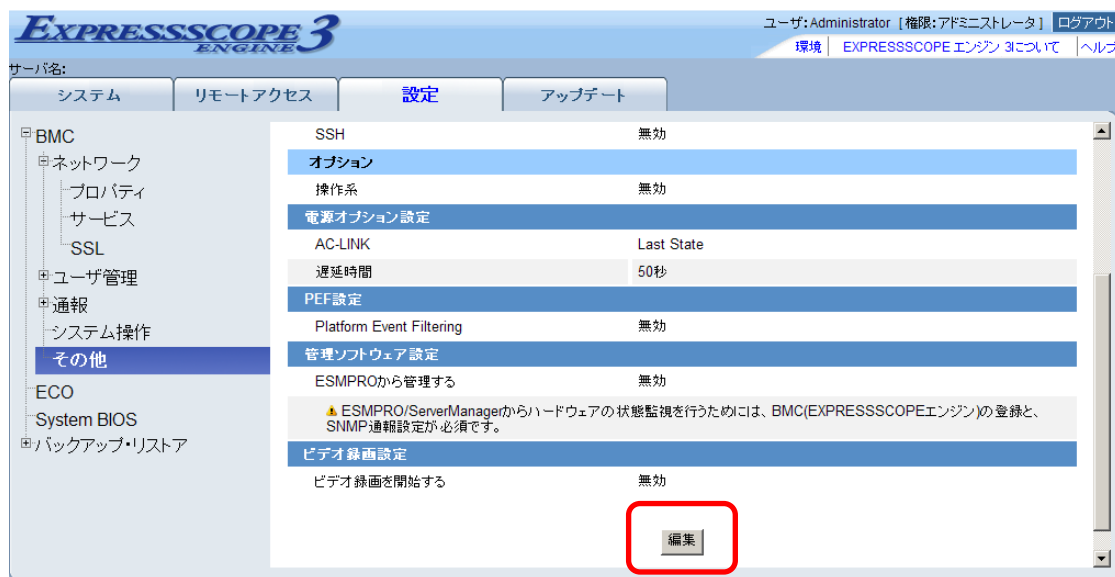 EXPRESSSCOPE 3
ENGINE
ユーザ:Administrator [権限:アドミニストレータ] ログアウト
環境 EXPRESSSCOPE エンジン 3について ヘルプ
サーバ名:
システム リモートアクセス 設定 アップデート
BMC
ネットワーク
プロパティ
サービス
SSL
ユーザ管理
通報
システム操作
その他
ECO
System BIOS
バックアップ・リストア
SSH 無効
オプション
操作系 無効
電源オプション設定
AC-LINK Last State
遅延時間 50秒
PEF設定
Platform Event Filtering 無効
管理ソフトウェア設定
ESMPROから管理する 無効
ESMPRO/ServerManagerからハードウェアの状態監視を行うためには、BMC(EXPRESSSCOPEエンジン)の登録と、
SNMP通報設定が必須です。
ビデオ録画設定
ビデオ録画を開始する 無効
編集